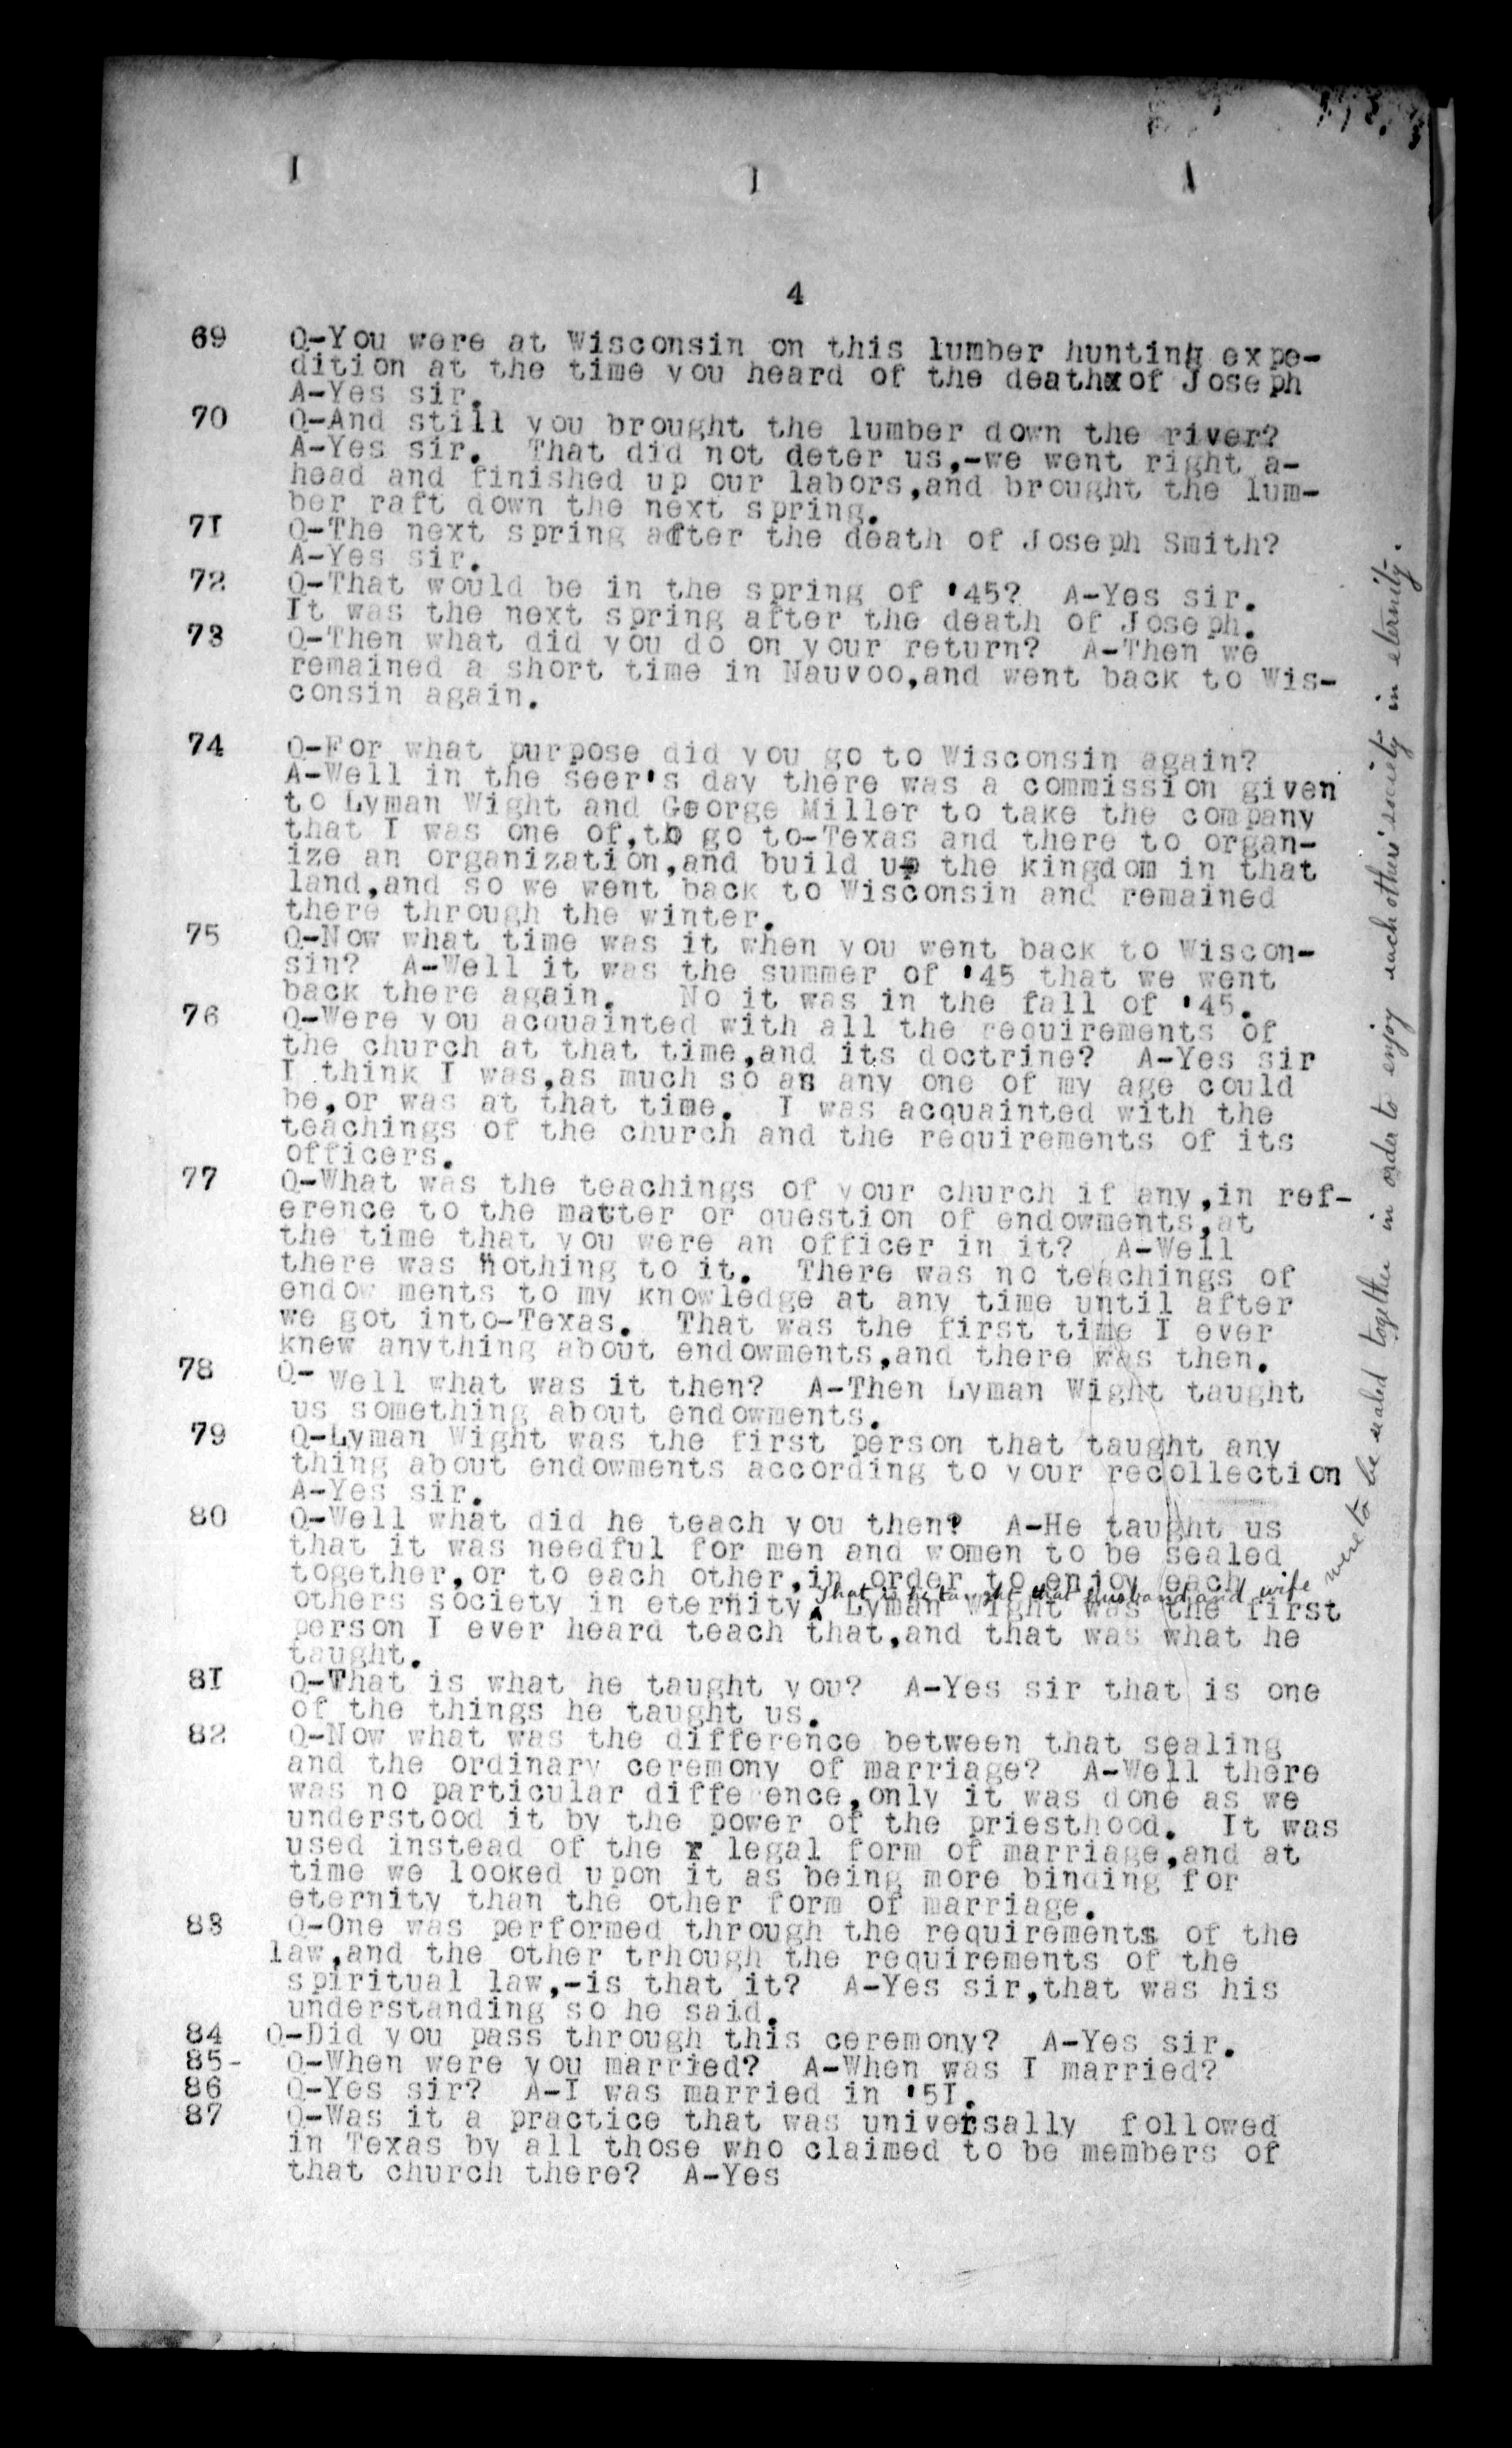 4
69 Q-You were at Wisconsin on this lumber hunting expe-
dition at the time you heard of the deathxof Joseph
A-Yes sir.
70 Q-And still you brought the lumber down the river?
A-Yes sir. That did not deter us,-we went right a-
head and finished up our labors,and brought the lum-
ber raft down the next spring.
71 Q-The next spring after the death of Joseph Smith?
A-Yes sir.
72 Q-That would be in the spring of '45? A-Yes sir.
It was the next spring after the death of Joseph.
73 Q-Then what did you do on your return? A-Then we
remained a short time in Nauvoo,and went back to Wis-
consin again.
74 Q-For what purpose did you go to Wisconsin again?
A-Well in the seer's day there was a commission given
to Lyman Wight and George Miller to take the company
that I was one of,to go to-Texas and there to organ-
ize an organization,and build up the kingdom in that
land,and so we went back to Wisconsin and remained
there through the winter.
75 Q-Now what time was it when you went back to Wiscon-
sin? A-Well it was the summer of '45 that we went
back there again. No it was in the fall of '45.
76 Q-Were you acquainted with all the requirements of
the church at that time,and its doctrine? A-Yes sir
I think I was,as much so as any one of my age could
be,or was at that time. I was acquainted with the
teachings of the church and the requirements of its
officers.
77 Q-What was the teachings of your church if any,in ref-
erence to the matter or question of endowments,at
the time that you were an officer in it? A-Well
there was nothing to it. There was no teachings of
endow ments to my knowledge at any time until after
we got into-Texas. That was the first time I ever
knew anything about endowments,and there was then.
78 Q- Well what was it then? A-Then Lyman Wight taught
us something about endowments.
79 Q-Lyman Wight was the first person that taught any
thing about endowments according to your recollection
A-Yes sir.
80 Q-Well what did he teach you then? A-He taught us
that it was needful for men and women to be sealed
together,or to each other,in order to enjoy each
That is he taught that husband and wife were to be sealed together in order to enjoy each others' society in eternity.
others society in eternity. Lyman Wight was the first
person I ever heard teach that,and that was what he
taught.
81 Q-That is what he taught you? A-Yes sir that is one
of the things he taught us.
82 Q-Now what was the difference between that sealing
and the ordinary ceremony of marriage? A-Well there
was no particular difference,only it was done as we
understood it by the power of the priesthood. It was
used instead of the r legal form of marriage,and at
time we looked upon it as being more binding for
eternity than the other form of marriage.
83 Q-One was performed through the requirements of the
law,and the other trhough the requirements of the
spiritual law,-is that it? A-Yes sir,that was his
understanding so he said.
84 Q-Did you pass through this ceremony? A-Yes sir.
85- Q-When were you married? A-When was I married?
86 Q-Yes sir? A-I was married in '51.
87 Q-Was it a practice that was universally followed
in Texas by all those who claimed to be members of
that church there? A-Yes